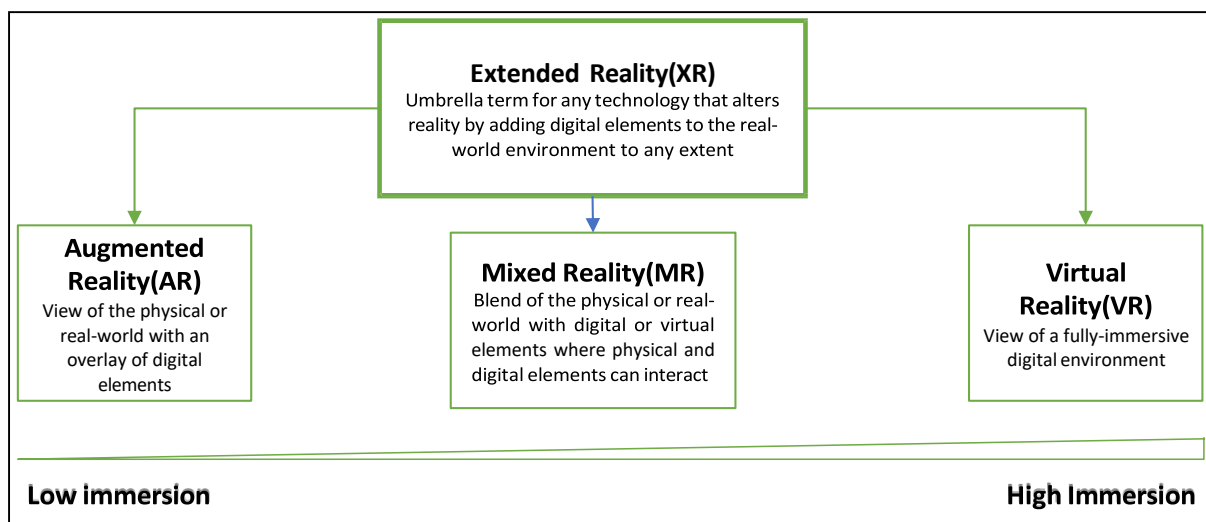 Extended Reality(XR)
Umbrella term for any technology that alters
reality by adding digital elements to the real-
world environment to any extent
Augmented
Reality(AR)
View of the physical or
real-world with an
overlay of digital
elements
Mixed Reality(MR)
Blend of the physical or real-
world with digital or virtual
elements where physical and
digital elements can interact
Virtual
Reality(VR)
View of a fully-immersive
digital environment
Low immersion
High Immersion